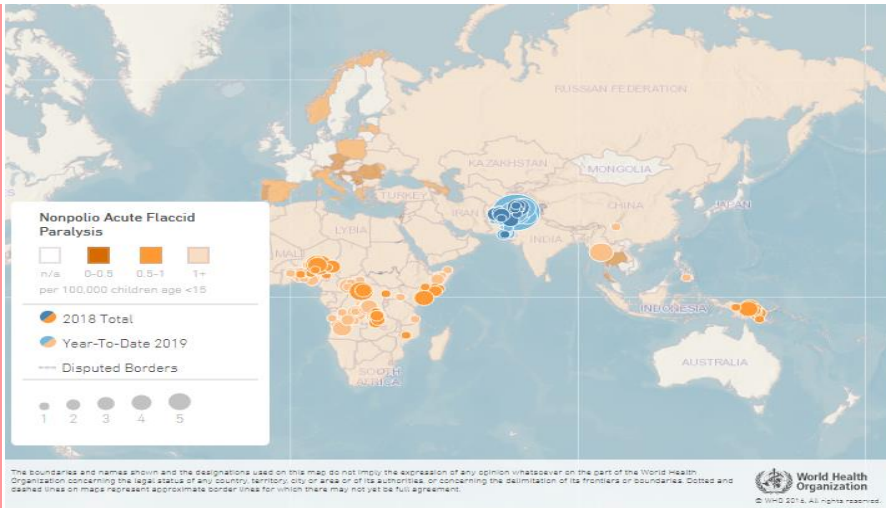 RUSSIAN FEDERATION
KAZAKHSTAN
MONGOLIA
TURKEY
IRAN
CHINA
JAPAN
LYBIA
MALI
INDIA
INDONESIA
AUSTRALIA
SOUTH
AFRICA
Nonpolio Acute Flaccid
Paralysis
n/a 0-0.5 0.5-1 1+
per 100,000 children age <15
2018 Total
Year-To-Date 2019
Disputed Borders
1 2 3 4 5
The boundaries and names shown and the designations used on this map do not imply the expression of any opinion whatsoever on the part of the World Health
Organization concerning the legal status of any country, territory, city or area or of its authorities, or concerning the delimitation of its frontiers or boundaries. Dotted and
dashed lines on maps represent approximate border lines for which there may not yet be full agreement.
World Health
Organization
© WHO 2016, All rights reserved.